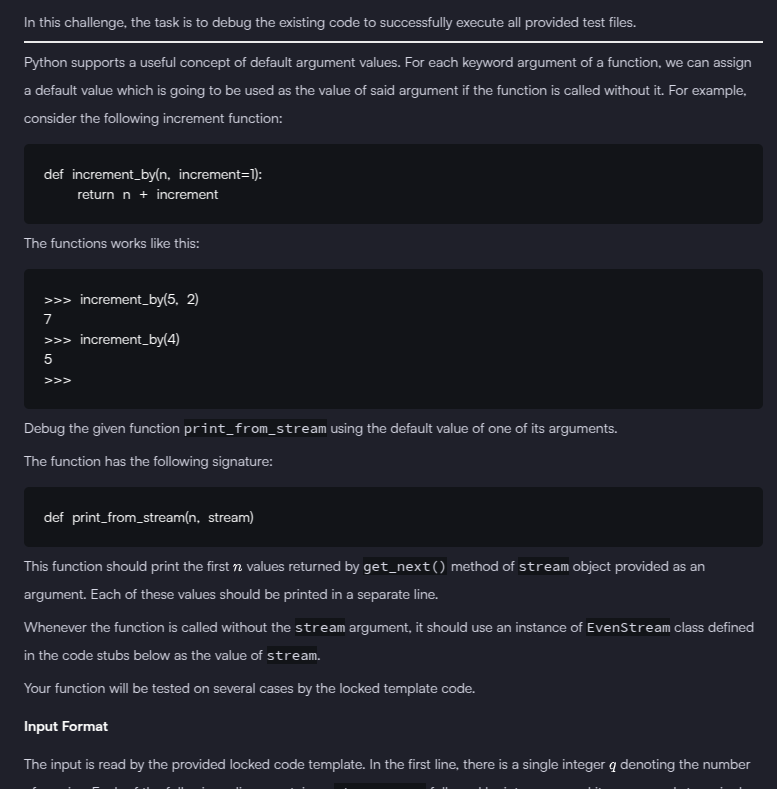 In this challenge, the task is to debug the existing code to successfully execute all provided test files.
Python supports a useful concept of default argument values. For each keyword argument of a function, we can assign
a default value which is going to be used as the value of said argument if the function is called without it. For example,
consider the following increment function:
def increment_by(n, increment=1):
return n + increment
The functions works like this:
>>> increment_by(5, 2)
7
>>> increment_by(4)
5
>>>
Debug the given function print_from_stream using the default value of one of its arguments.
The function has the following signature:
def print_from_stream(n, stream)
This function should print the first n values returned by get_next() method of stream object provided as an
argument. Each of these values should be printed in a separate line.
Whenever the function is called without the stream argument, it should use an instance of EvenStream class defined
in the code stubs below as the value of stream.
Your function will be tested on several cases by the locked template code.
Input Format
The input is read by the provided locked code template. In the first line, there is a single integer q denoting the number